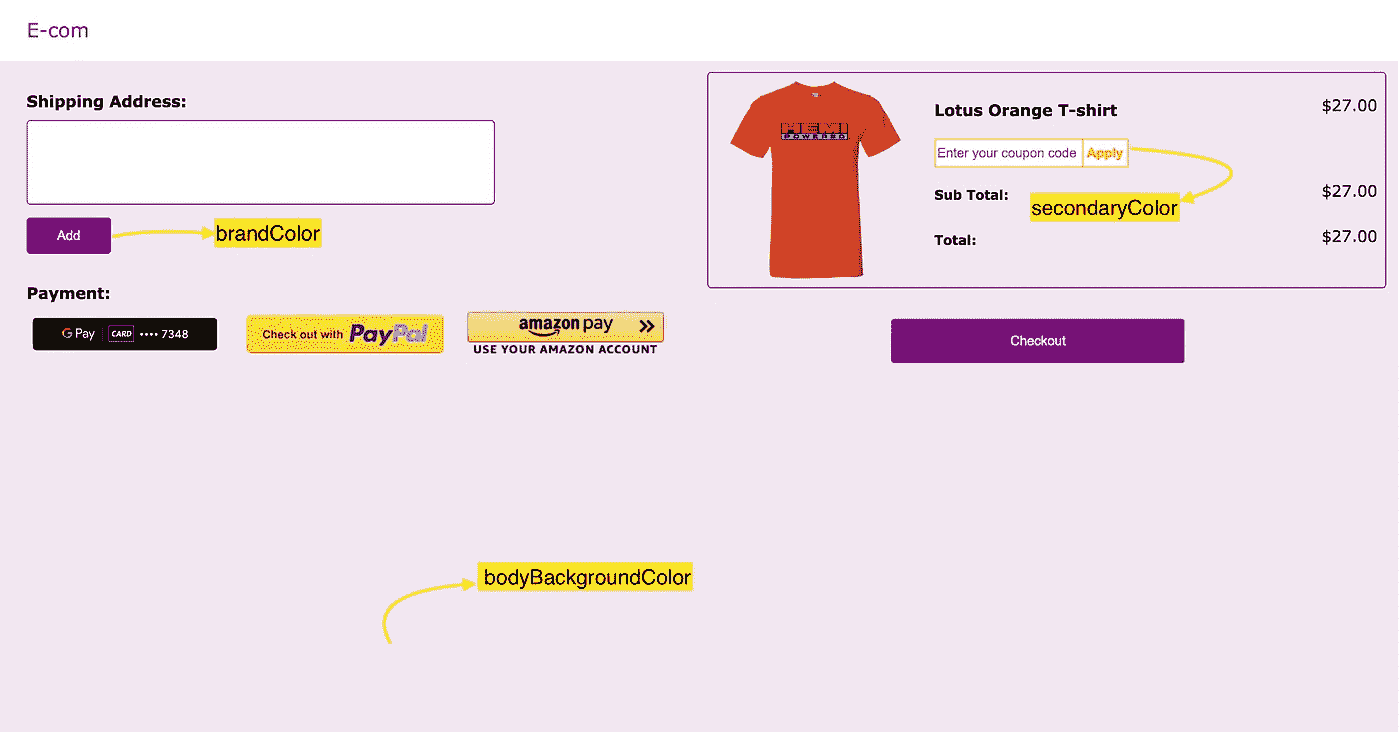 E-com
Shipping Address:
Add
brandColor
Payment:
G Pay CARD •••• 7348
Check out with PayPal
amazon pay
USE YOUR AMAZON ACCOUNT
HEMI
POWERED
Lotus Orange T-shirt
$27.00
Enter your coupon code
Apply
Sub Total:
$27.00
secondaryColor
Total:
$27.00
Checkout
bodyBackgroundColor